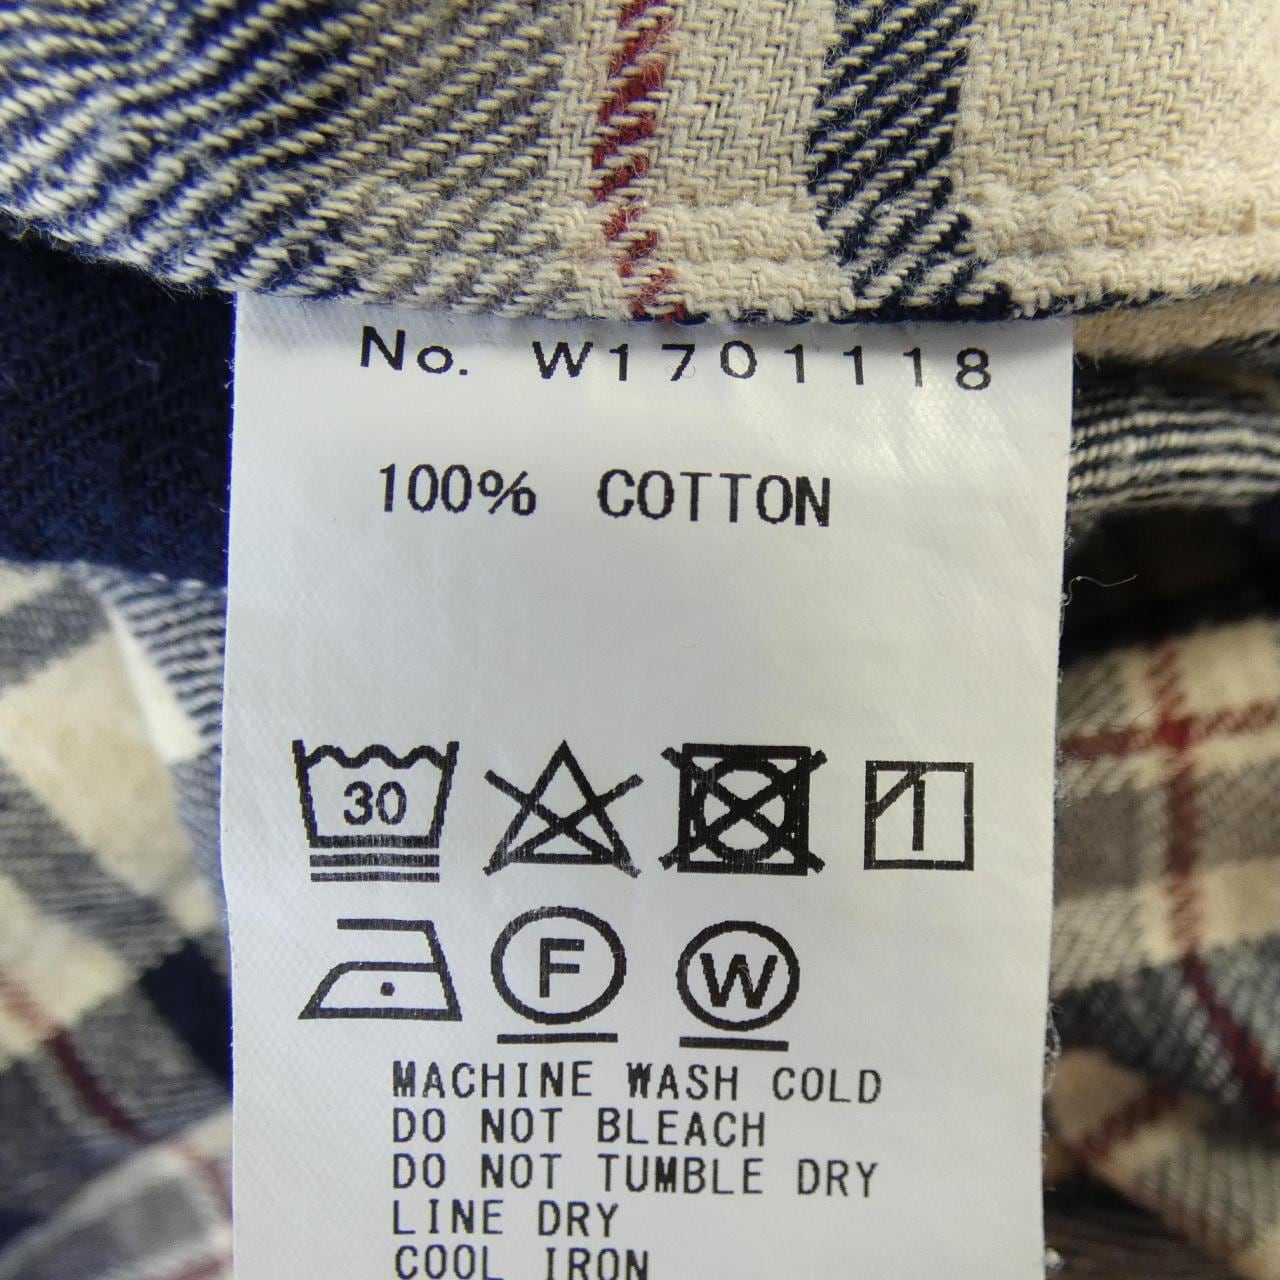 No. W1701118
100% COTTON
30
F W
MACHINE WASH COLD
DO NOT BLEACH
DO NOT TUMBLE DRY
LINE DRY
COOL IRON